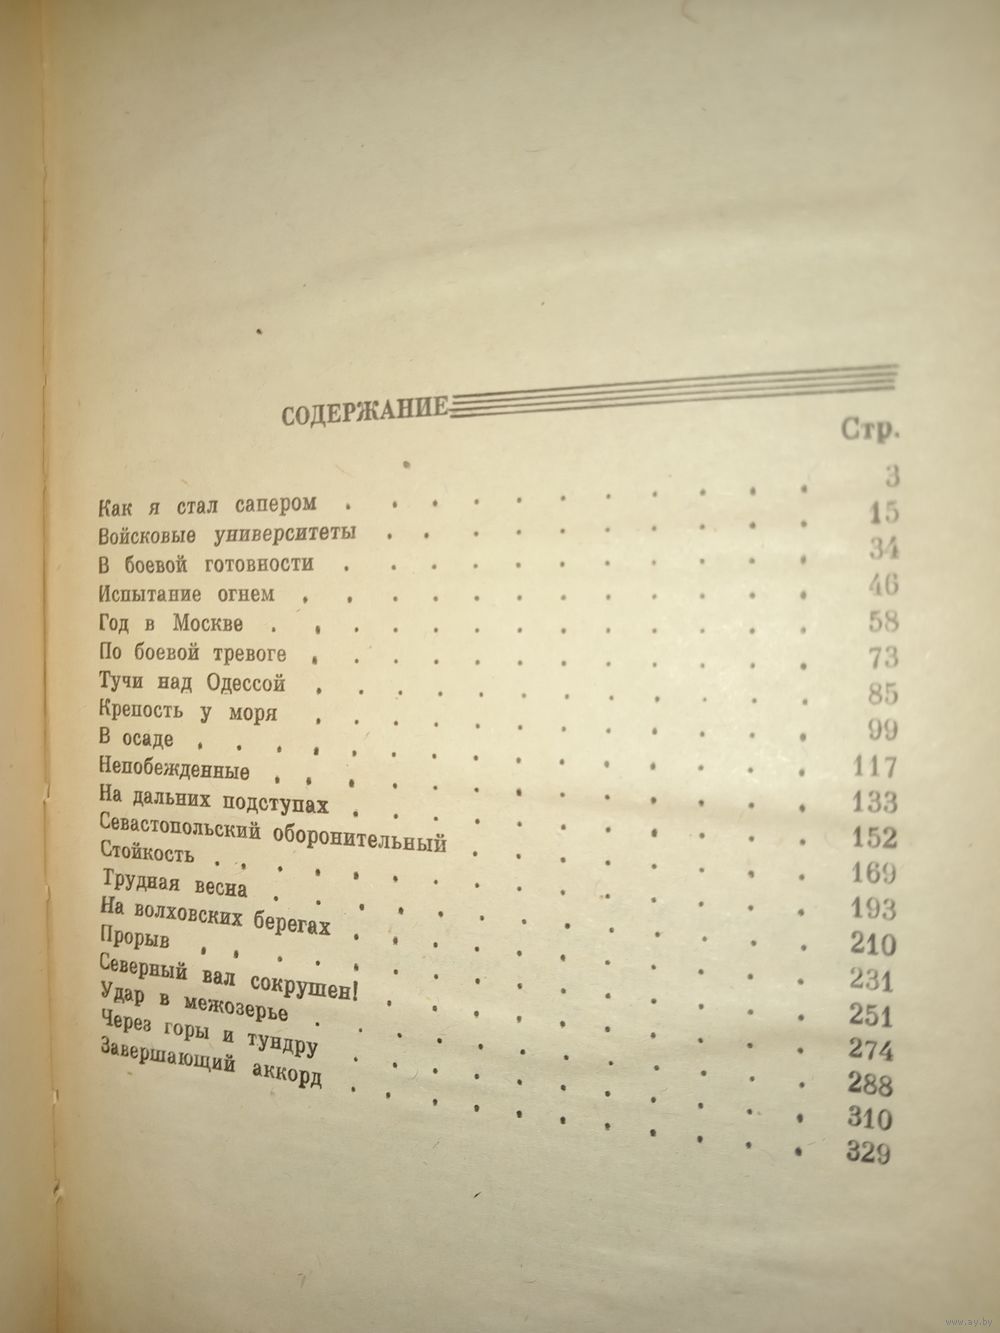 СОДЕРЖАНИЕ
Стр.
Как я стал сапером . . . . . . . . . . . 3
Войсковые университеты . . . . . . . . . . 15
В боевой готовности . . . . . . . . . . . 34
Испытание огнем . . . . . . . . . . . . 46
Год в Москве . . . . . . . . . . . . . 58
По боевой тревоге . . . . . . . . . . . . 73
Тучи над Одессой . . . . . . . . . . . . 85
Крепость у моря . . . . . . . . . . . . 99
В осаде . . . . . . . . . . . . . . . 117
Непобежденные . . . . . . . . . . . . . 133
На дальних подступах . . . . . . . . . . . 152
Севастопольский оборонительный . . . . . . . . 169
Стойкость . . . . . . . . . . . . . . 193
Трудная весна . . . . . . . . . . . . . 210
На волховских берегах . . . . . . . . . . . 231
Прорыв . . . . . . . . . . . . . . . 251
Северный вал сокрушен! . . . . . . . . . . 274
Удар в межозерье . . . . . . . . . . . . 288
Через горы и тундру . . . . . . . . . . . 310
Завершающий аккорд . . . . . . . . . . . 329
www.ay.by